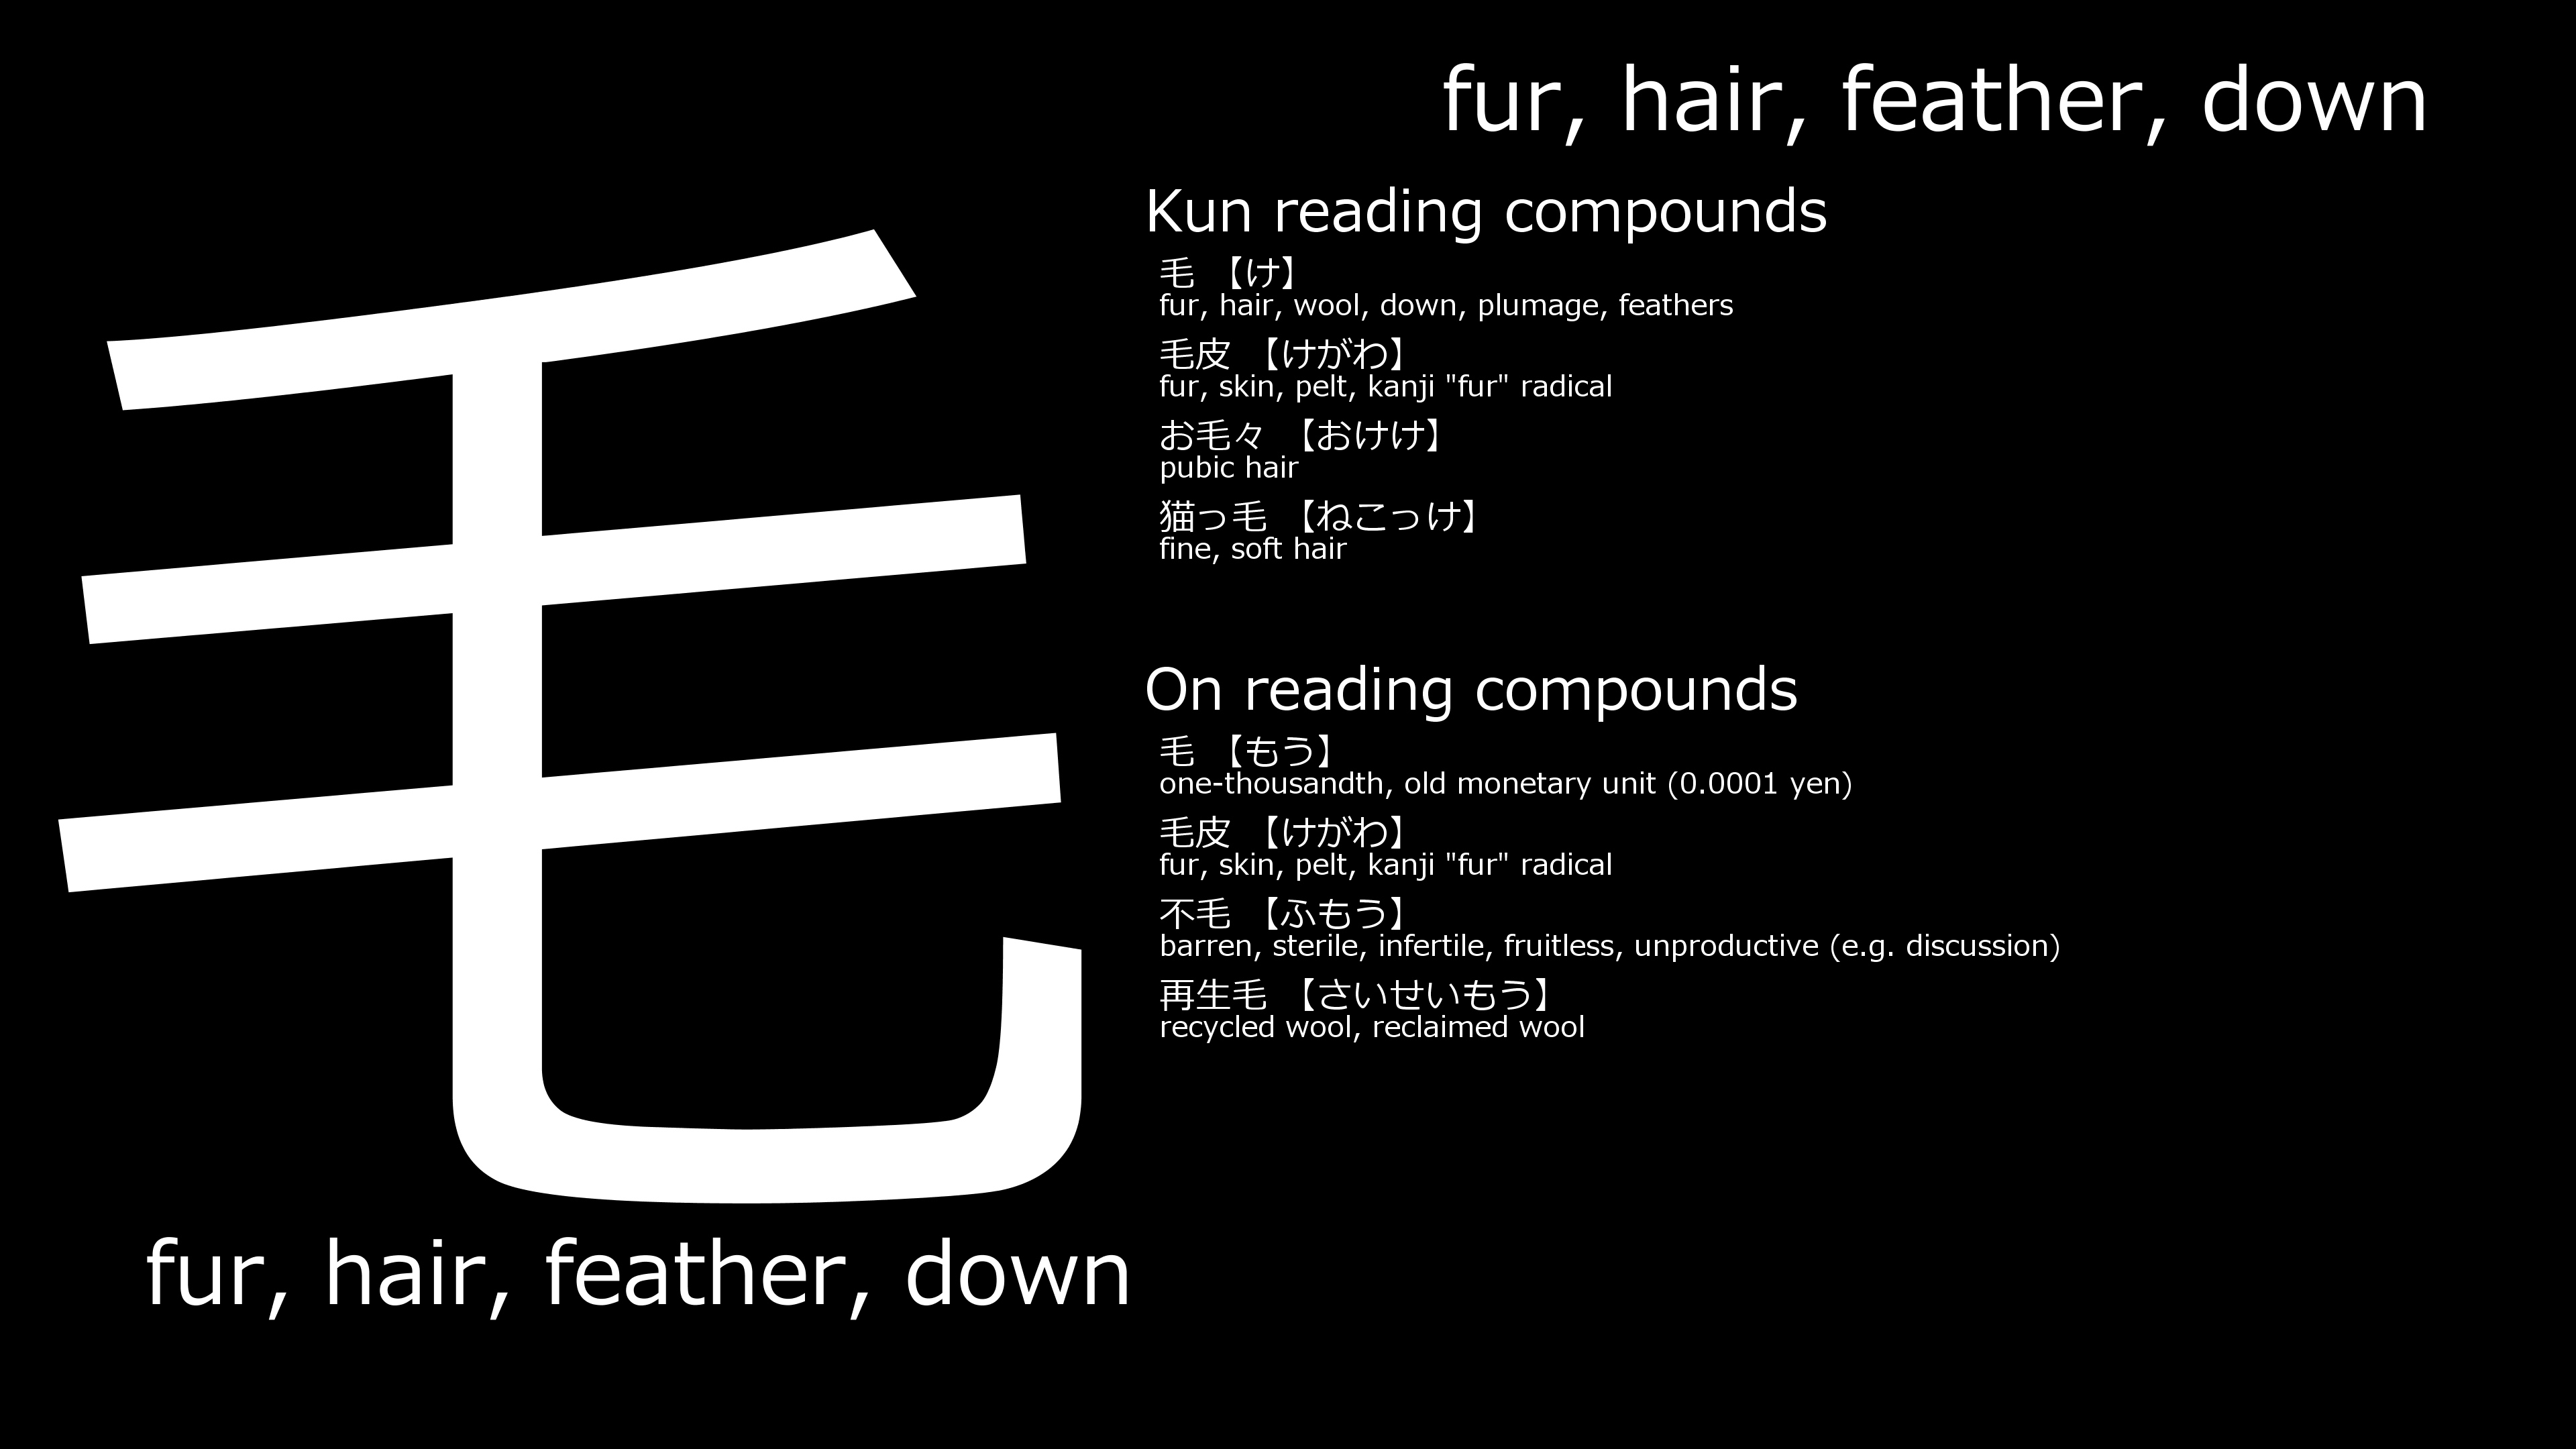 fur, hair, feather, down
毛
fur, hair, feather, down
Kun reading compounds
毛 【け】
fur, hair, wool, down, plumage, feathers
毛皮 【けがわ】
fur, skin, pelt, kanji "fur" radical
お毛々 【おけけ】
pubic hair
猫っ毛 【ねこっけ】
fine, soft hair
On reading compounds
毛 【もう】
one-thousandth, old monetary unit (0.0001 yen)
毛皮 【けがわ】
fur, skin, pelt, kanji "fur" radical
不毛 【ふもう】
barren, sterile, infertile, fruitless, unproductive (e.g. discussion)
再生毛 【さいせいもう】
recycled wool, reclaimed wool